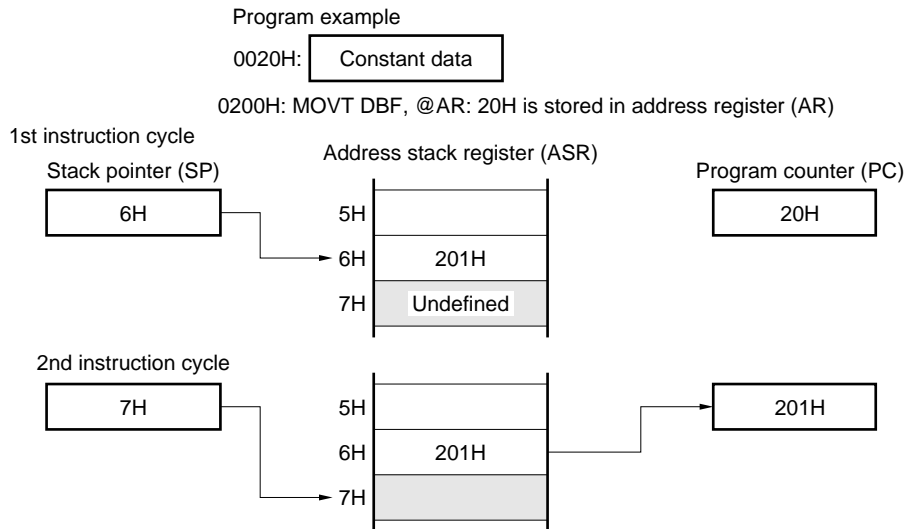 Program example
0020H: Constant data
0200H: MOVT DBF, @AR: 20H is stored in address register (AR)
1st instruction cycle
Stack pointer (SP)
Address stack register (ASR)
Program counter (PC)
6H
5H
20H
6H
201H
7H
Undefined
2nd instruction cycle
7H
5H
201H
6H
201H
7H